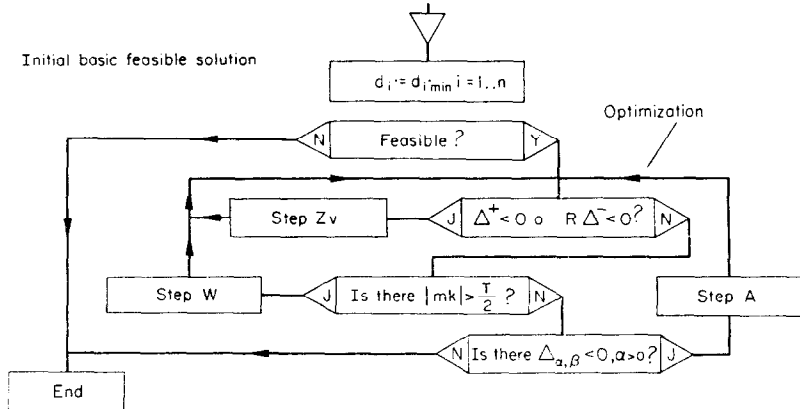 Initial basic feasible solution
d_i := d_i min i = 1..n
Optimization
N Feasible ? Y
Step Zv
J Δ⁺ < 0 o R Δ⁻ < 0 ? N
Step W
J Is there |mk| > T/2 ? N
Step A
N Is there Δ_α,β < 0, α > 0 ? J
End